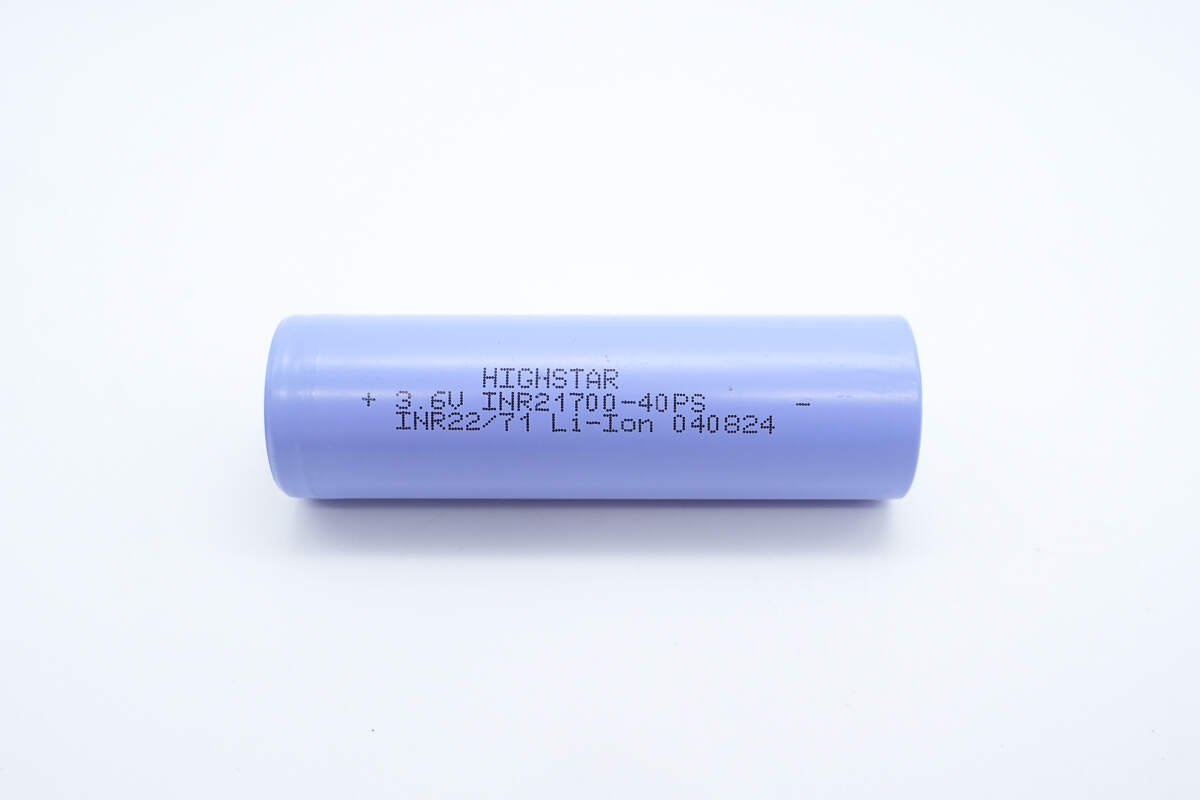 HIGHSTAR
+ 3.6V INR21700-40PS -
INR22/71 Li-Ion 040824